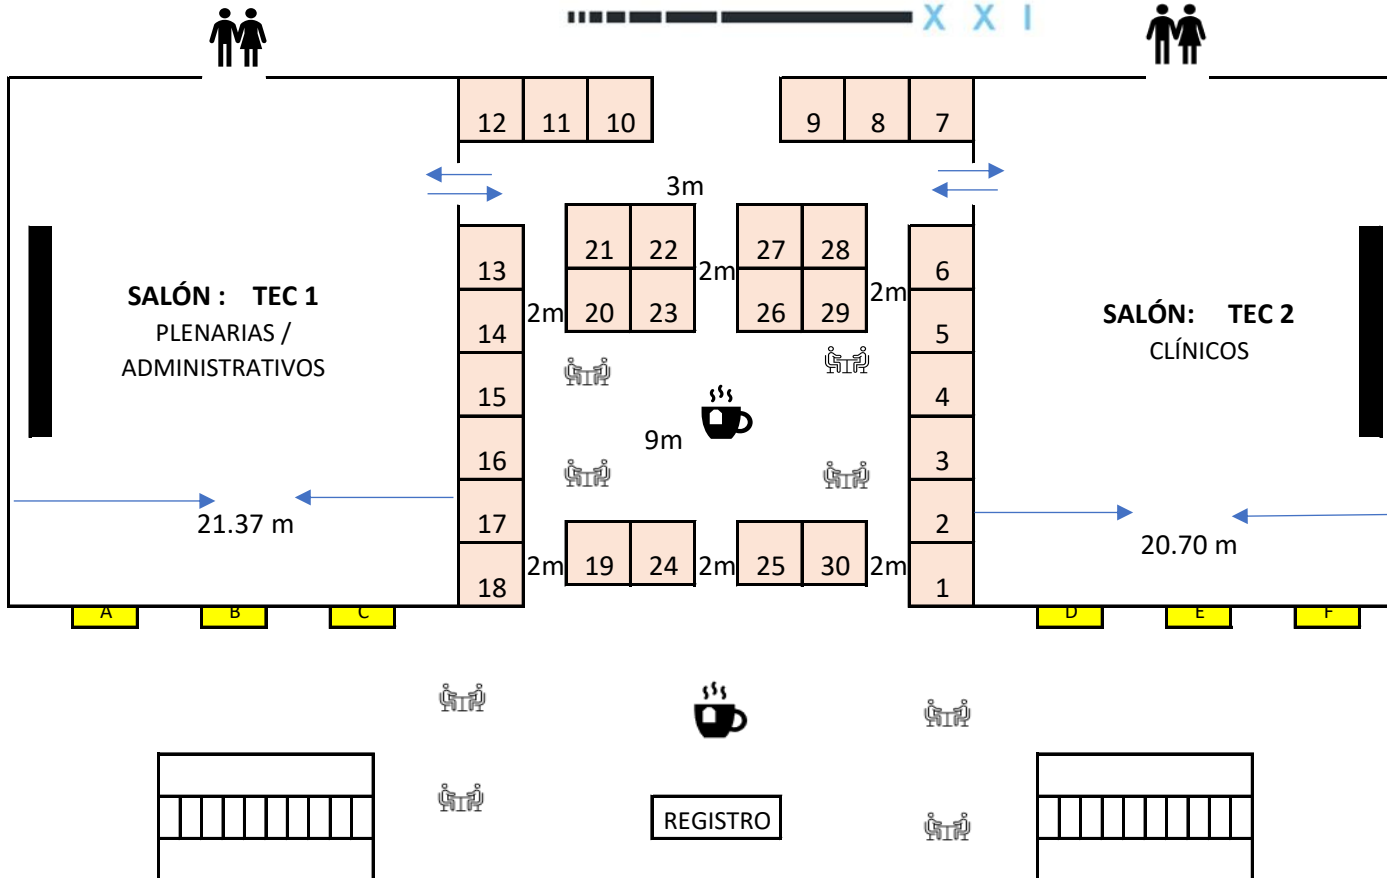 X X I
12 11 10 9 8 7
3m
21 22 27 28
13 6
2m
2m 20 23 26 29 2m
14 5
SALÓN : TEC 1
PLENARIAS /
ADMINISTRATIVOS
SALÓN: TEC 2
CLÍNICOS
15 4
9m
16 3
17 2
21.37 m
20.70 m
2m 19 24 2m 25 30 2m
18 1
A B C D E F
REGISTRO